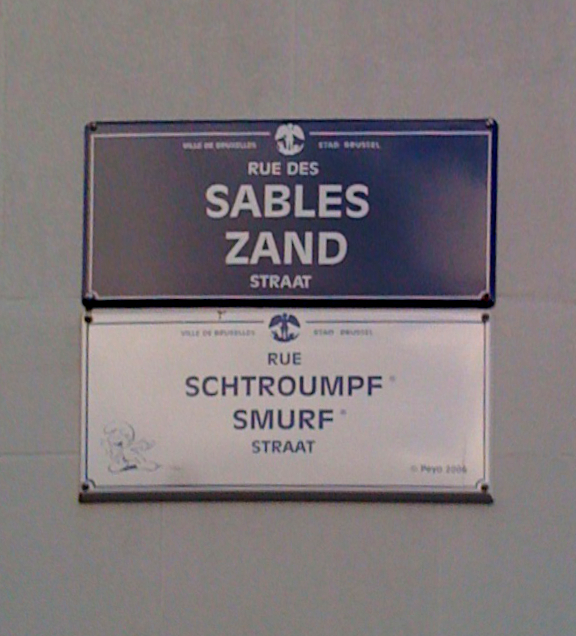 VILLE DE BRUXELLES STAD BRUSSEL
RUE DES
SABLES
ZAND
STRAAT
VILLE DE BRUXELLES STAD BRUSSEL
RUE
SCHTROUMPF®
SMURF®
STRAAT
© Peyo 2006